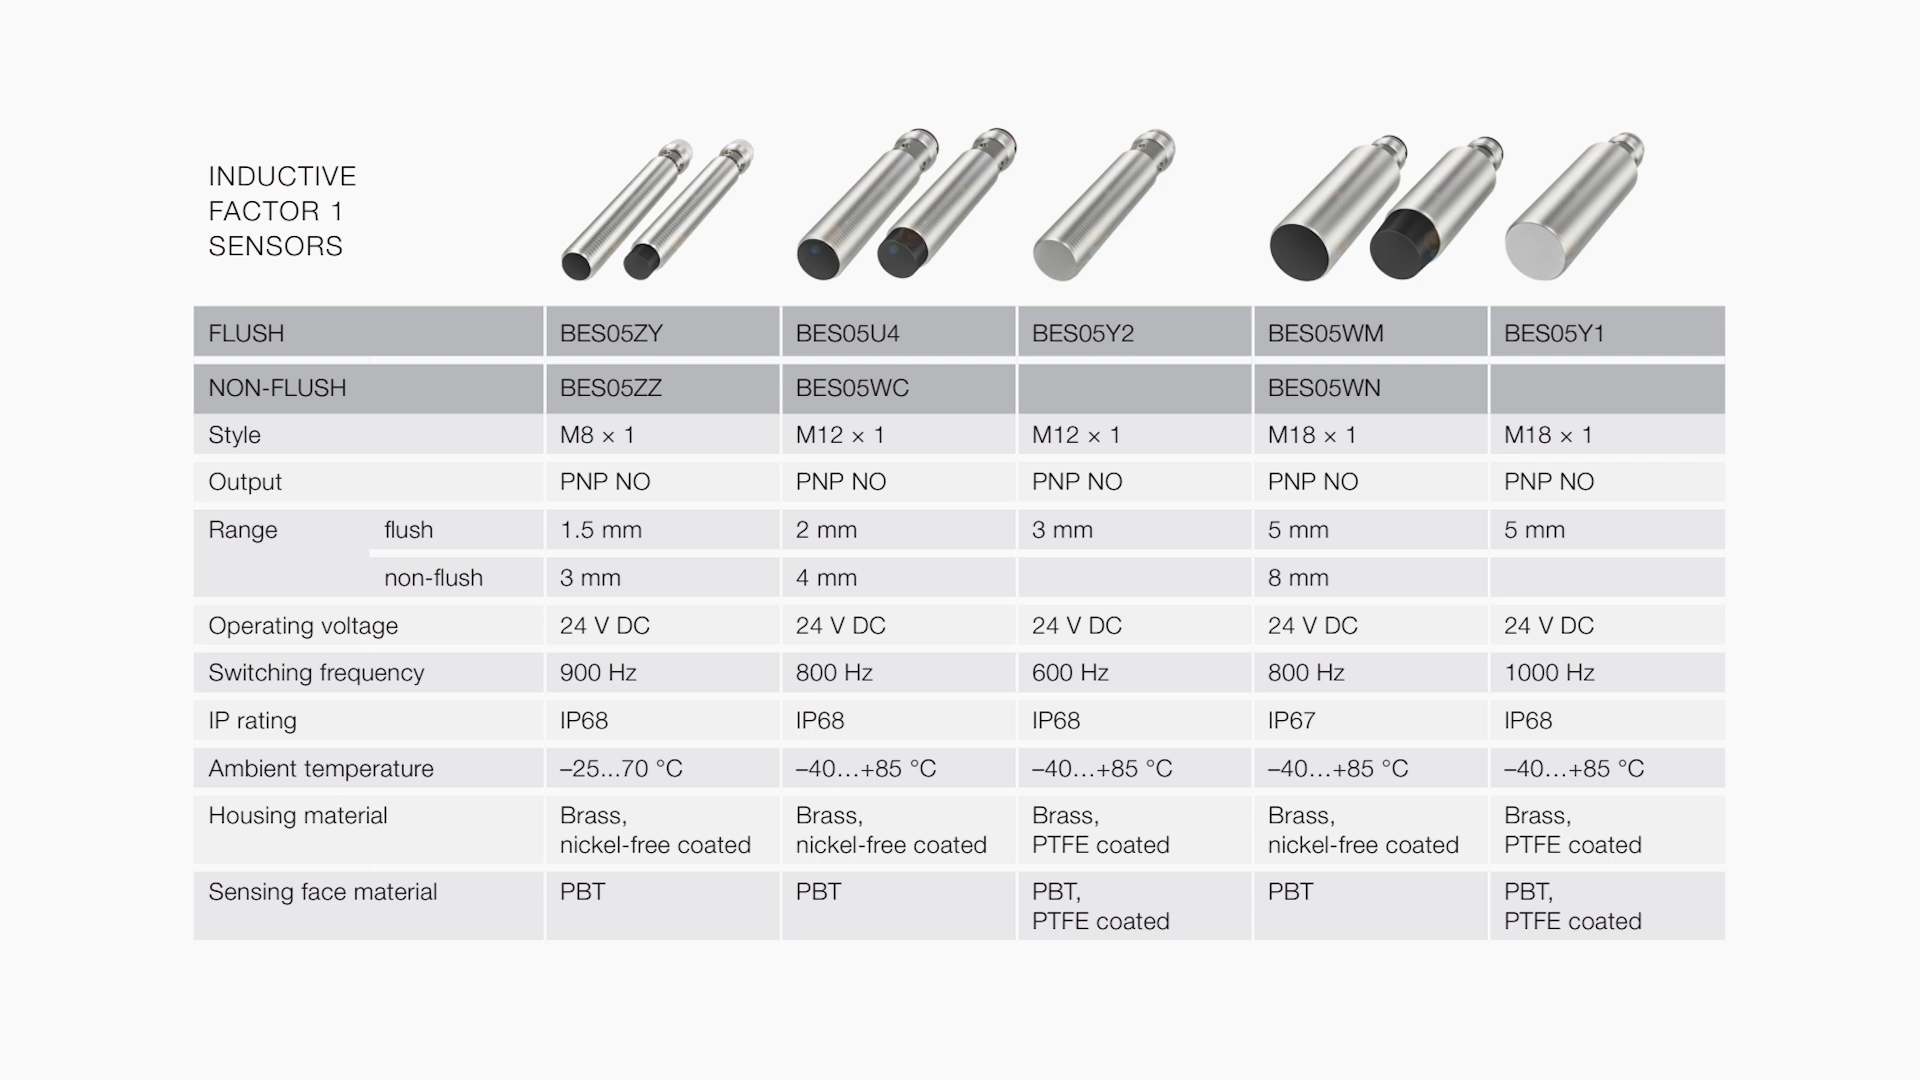 INDUCTIVE
FACTOR 1
SENSORS
FLUSH BES05ZY BES05U4 BES05Y2 BES05WM BES05Y1
NON-FLUSH BES05ZZ BES05WC BES05WN
Style M8 × 1 M12 × 1 M12 × 1 M18 × 1 M18 × 1
Output PNP NO PNP NO PNP NO PNP NO PNP NO
Range flush 1.5 mm 2 mm 3 mm 5 mm 5 mm
non-flush 3 mm 4 mm 8 mm
Operating voltage 24 V DC 24 V DC 24 V DC 24 V DC 24 V DC
Switching frequency 900 Hz 800 Hz 600 Hz 800 Hz 1000 Hz
IP rating IP68 IP68 IP68 IP67 IP68
Ambient temperature –25...70 °C –40...+85 °C –40...+85 °C –40...+85 °C –40...+85 °C
Housing material Brass, Brass, Brass, Brass, Brass,
nickel-free coated nickel-free coated PTFE coated nickel-free coated PTFE coated
Sensing face material PBT PBT PBT, PBT PBT,
PTFE coated PTFE coated